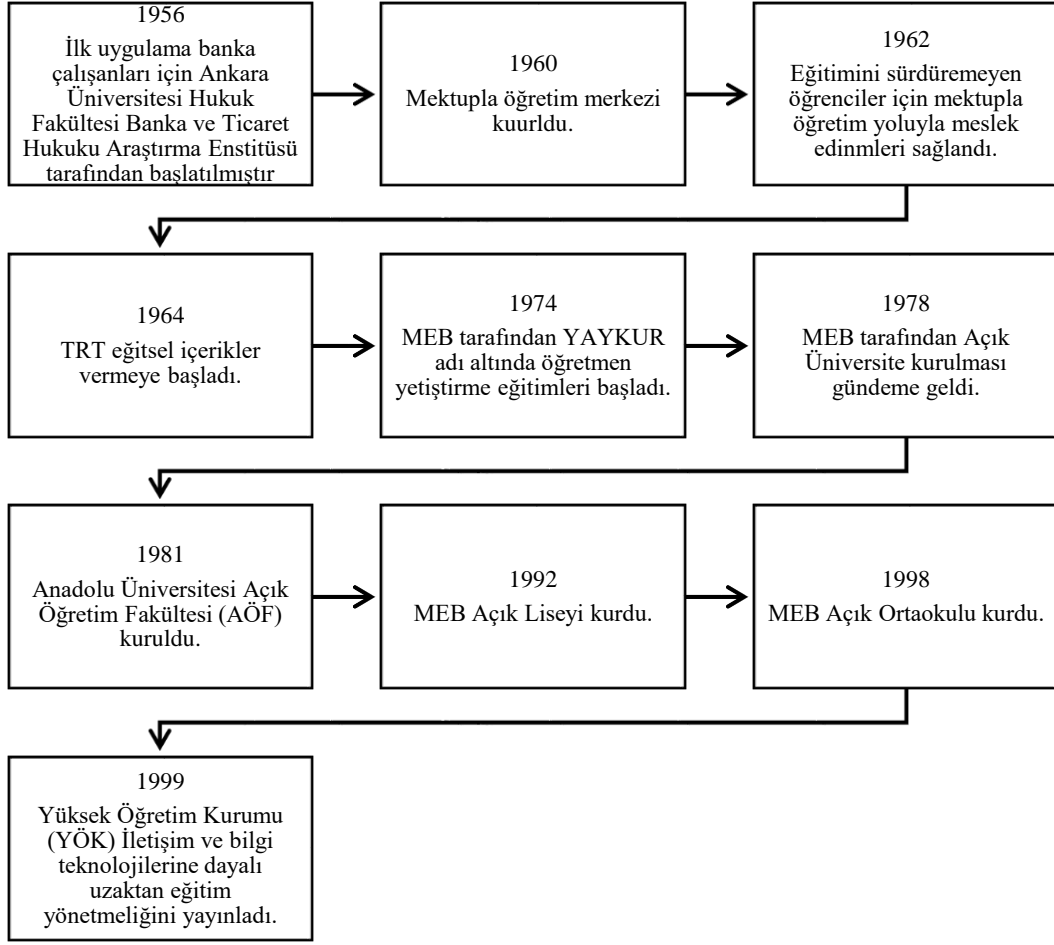 1956
İlk uygulama banka
çalışanları için Ankara
Üniversitesi Hukuk
Fakültesi Banka ve Ticaret
Hukuku Araştırma Enstitüsü
tarafından başlatılmıştır
1960
Mektupla öğretim merkezi
kuurldu.
1962
Eğitimini sürdüremeyen
öğrenciler için mektupla
öğretim yoluyla meslek
edinmleri sağlandı.
1964
TRT eğitsel içerikler
vermeye başladı.
1974
MEB tarafından YAYKUR
adı altında öğretmen
yetiştirme eğitimleri başladı.
1978
MEB tarafından Açık
Üniversite kurulması
gündeme geldi.
1981
Anadolu Üniversitesi Açık
Öğretim Fakültesi (AÖF)
kuruldu.
1992
MEB Açık Liseyi kurdu.
1998
MEB Açık Ortaokulu kurdu.
1999
Yüksek Öğretim Kurumu
(YÖK) İletişim ve bilgi
teknolojilerine dayalı
uzaktan eğitim
yönetmeliğini yayınladı.